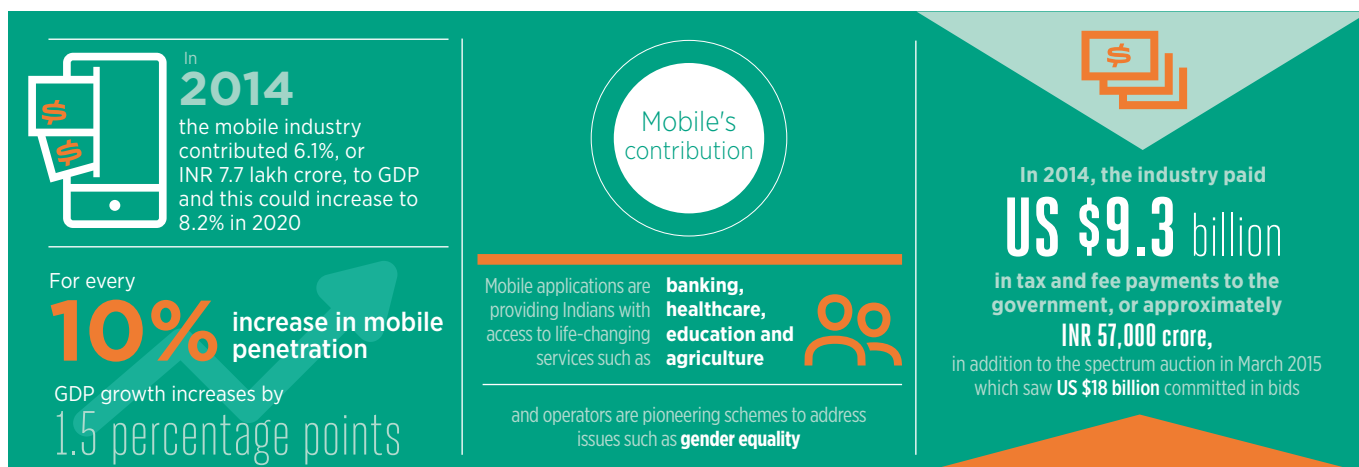 In
2014
the mobile industry
contributed 6.1%, or
INR 7.7 lakh crore, to GDP
and this could increase to
8.2% in 2020
For every
10%
increase in mobile
penetration
GDP growth increases by
1.5 percentage points
Mobile's
contribution
Mobile applications are
providing Indians with
access to life-changing
services such as
banking,
healthcare,
education and
agriculture
and operators are pioneering schemes to address
issues such as gender equality
In 2014, the industry paid
US $9.3 billion
in tax and fee payments to the
government, or approximately
INR 57,000 crore,
in addition to the spectrum auction in March 2015
which saw US $18 billion committed in bids